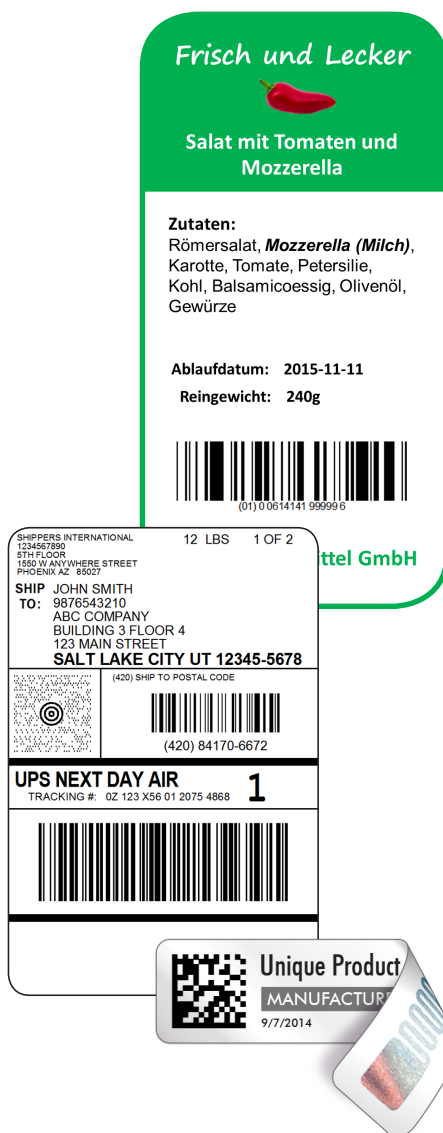 Frisch und Lecker
Salat mit Tomaten und
Mozzerella
Zutaten:
Römersalat, Mozzerella (Milch),
Karotte, Tomate, Petersilie,
Kohl, Balsamicoessig, Olivenöl,
Gewürze
Ablaufdatum: 2015-11-11
Reingewicht: 240g
(01) 0 0614141 99999 6
ttel GmbH
SHIPPERS INTERNATIONAL
1234567890
5TH FLOOR
1550 W ANYWHERE STREET
PHOENIX AZ 85027
12 LBS 1 OF 2
SHIP TO:
JOHN SMITH
9876543210
ABC COMPANY
BUILDING 3 FLOOR 4
123 MAIN STREET
SALT LAKE CITY UT 12345-5678
(420) SHIP TO POSTAL CODE
(420) 84170-6672
UPS NEXT DAY AIR 1
TRACKING #: 0Z 123 X56 01 2075 4868
Unique Product
MANUFACTUR
9/7/2014